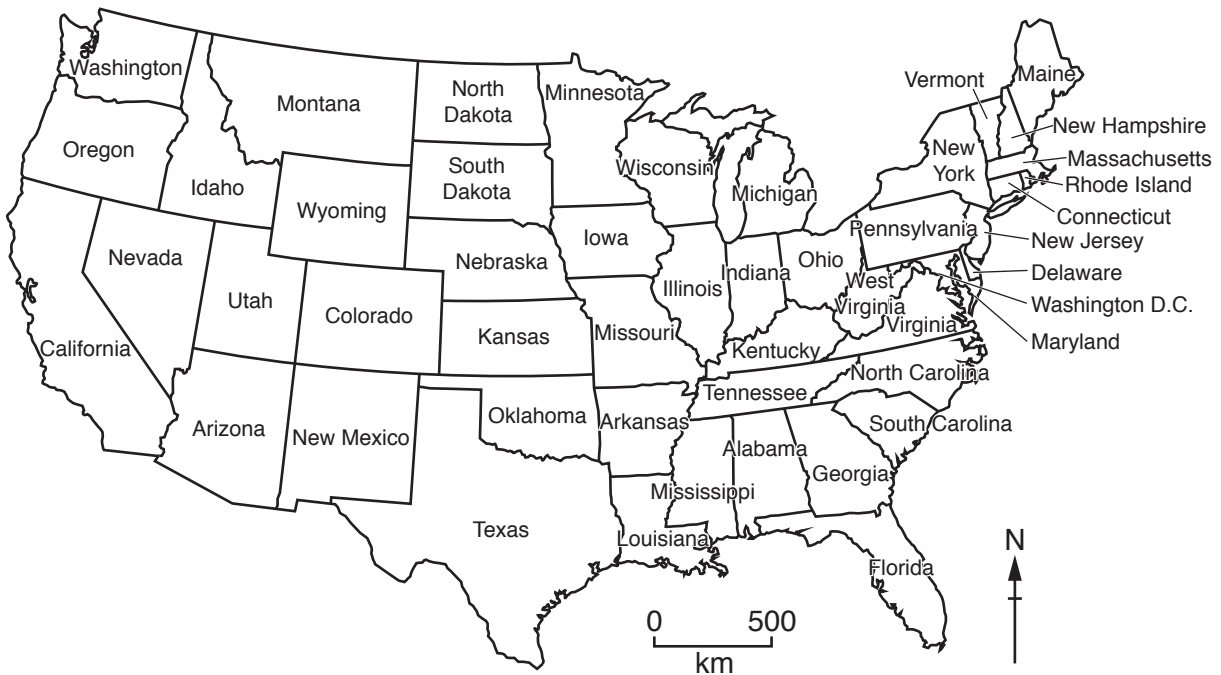 Washington
Montana
North
Dakota
Minnesota
Vermont
Maine
Oregon
Idaho
South
Dakota
Wisconsin
Michigan
New
York
New Hampshire
Massachusetts
Rhode Island
Connecticut
Wyoming
Iowa
Pennsylvania
New Jersey
Nevada
Nebraska
Illinois
Indiana
Ohio
West
Virginia
Delaware
Washington D.C.
Maryland
Utah
Colorado
California
Kansas
Missouri
Kentucky
Virginia
Arizona
New Mexico
Oklahoma
Arkansas
Tennessee
North Carolina
South Carolina
Alabama
Georgia
Mississippi
Texas
Louisiana
Florida
N
0 500
km